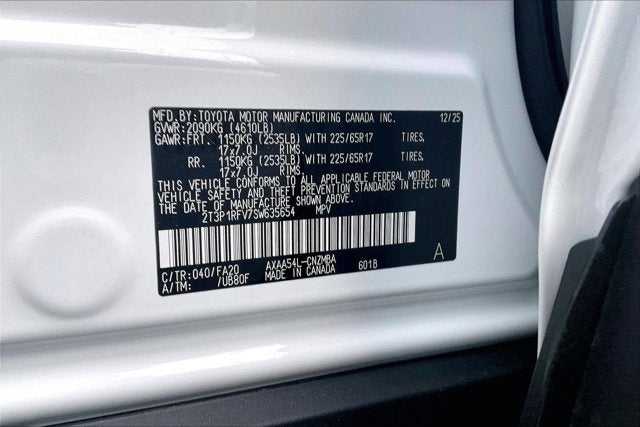 MFD.BY:TOYOTA MOTOR MANUFACTURING CANADA INC. 12/25
GVWR:2090KG (4610LB)
GAWR:FRT. 1150KG (2535LB) WITH 225/65R17 TIRES.
17x7.0J RIMS.
RR. 1150KG (2535LB) WITH 225/65R17 TIRES.
17x7.0J RIMS.
THIS VEHICLE CONFORMS TO ALL APPLICABLE FEDERAL MOTOR
VEHICLE SAFETY AND THEFT PREVENTION STANDARDS IN EFFECT ON
THE DATE OF MANUFACTURE SHOWN ABOVE.
2T3P1RFV7SW635654 MPV
C/TR:040/FA20 AXAA54L-CNZMBA 601B A
A/TM: /UB80F MADE IN CANADA